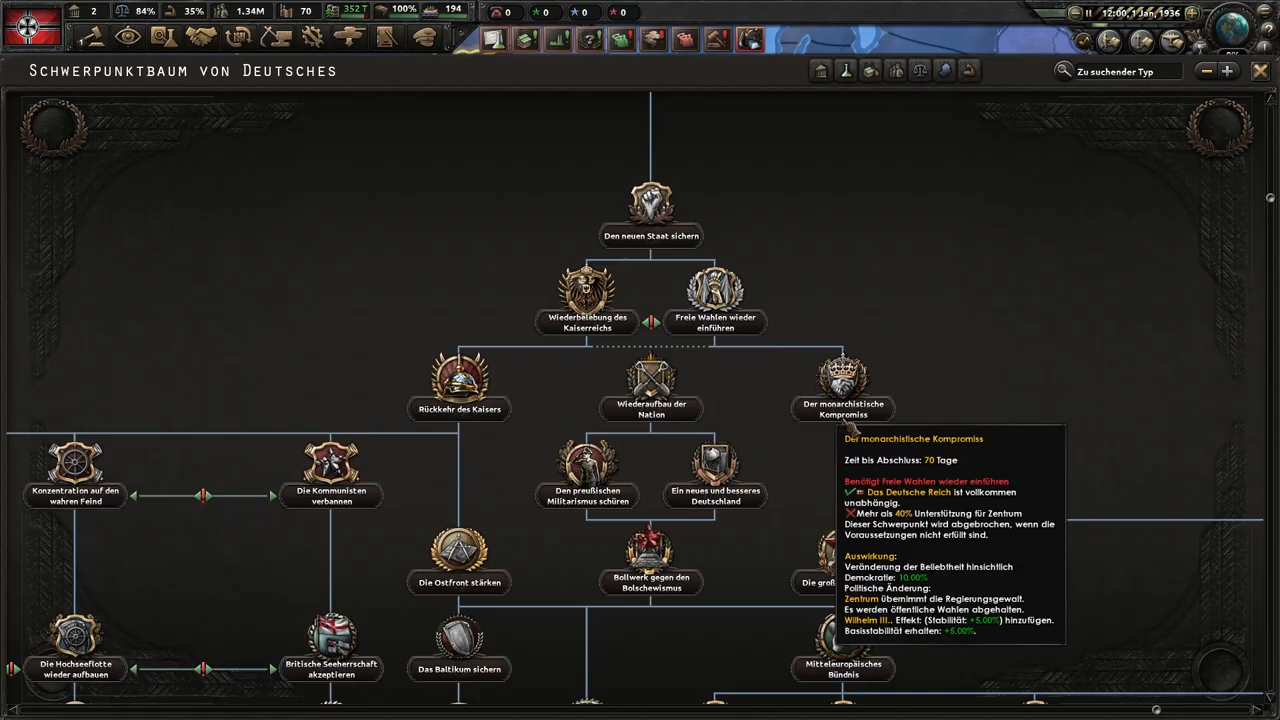 2
84%
35%
1.34M
70
352 T
100%
194
0
0
0
0
12:00, 1 Jan, 1936
Schwerpunktbaum von Deutsches
Zu suchender Typ
Den neuen Staat sichern
Wiederbelebung des
Kaiserreichs
Freie Wahlen wieder
einführen
Rückkehr des Kaisers
Wiederaufbau der
Nation
Der monarchistische
Kompromiss
Der monarchistische Kompromiss
Zeit bis Abschluss: 70 Tage
Benötigt Freie Wahlen wieder einführen
Das Deutsche Reich ist vollkommen
unabhängig.
Mehr als 40% Unterstützung für Zentrum
Dieser Schwerpunkt wird abgebrochen, wenn die
Voraussetzungen nicht erfüllt sind.
Auswirkung:
Veränderung der Beliebtheit hinsichtlich
Demokratie: 10.00%
Politische Änderung:
Zentrum übernimmt die Regierungsgewalt.
Es werden öffentliche Wahlen abgehalten.
Wilhelm III.. Effekt: (Stabilität: +5.00%) hinzufügen.
Basisstabilität erhalten: +5.00%.
Konzentration auf den
wahren Feind
Die Kommunisten
verbannen
Den preußischen
Militarismus schüren
Ein neues und besseres
Deutschland
Die Ostfront stärken
Bollwerk gegen den
Bolschewismus
Die groß
Die Hochseeflotte
wieder aufbauen
Britische Seeherrschaft
akzeptieren
Das Baltikum sichern
Mitteleuropäisches
Bündnis